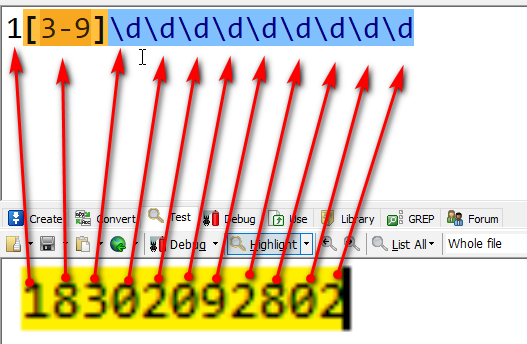 1[3-9]\d\d\d\d\d\d\d\d\d
Create Convert Test Debug Use Library GREP Forum
Debug Highlight List All Whole file
18302092802